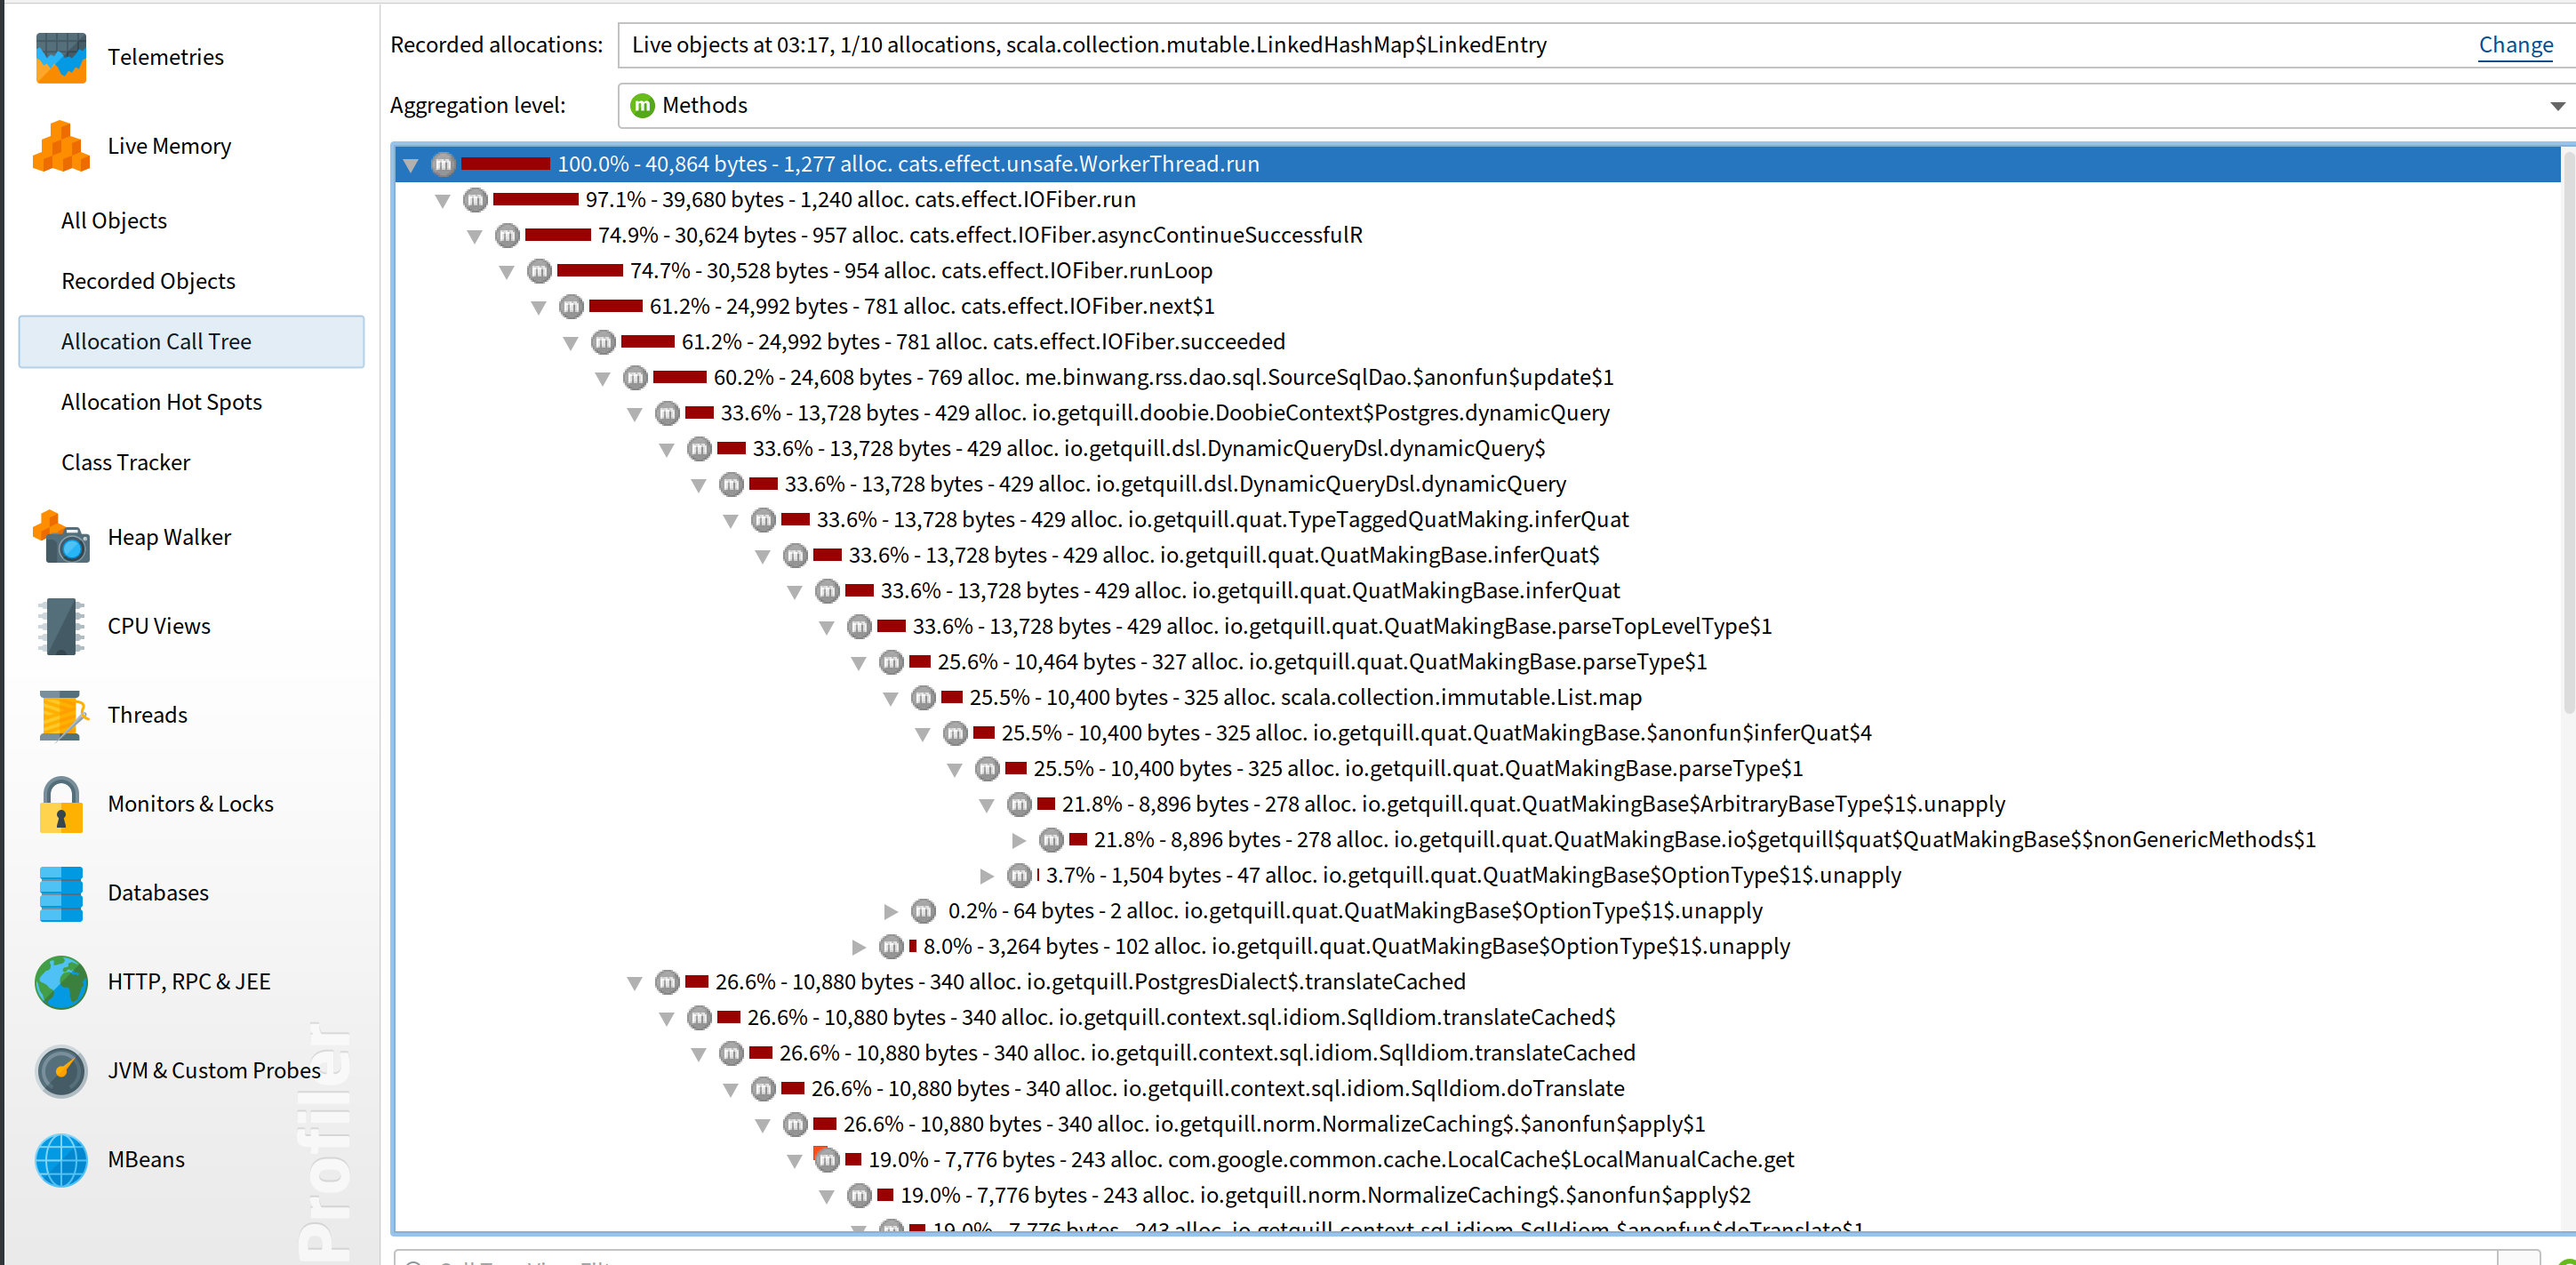 Telemetries
Live Memory
All Objects
Recorded Objects
Allocation Call Tree
Allocation Hot Spots
Class Tracker
Heap Walker
CPU Views
Threads
Monitors & Locks
Databases
HTTP, RPC & JEE
JVM & Custom Probes
MBeans
Profiler
Recorded allocations: Live objects at 03:17, 1/10 allocations, scala.collection.mutable.LinkedHashMap$LinkedEntry Change
Aggregation level: m Methods
m 100.0% - 40,864 bytes - 1,277 alloc. cats.effect.unsafe.WorkerThread.run
m 97.1% - 39,680 bytes - 1,240 alloc. cats.effect.IOFiber.run
m 74.9% - 30,624 bytes - 957 alloc. cats.effect.IOFiber.asyncContinueSuccessfulR
m 74.7% - 30,528 bytes - 954 alloc. cats.effect.IOFiber.runLoop
m 61.2% - 24,992 bytes - 781 alloc. cats.effect.IOFiber.next$1
m 61.2% - 24,992 bytes - 781 alloc. cats.effect.IOFiber.succeeded
m 60.2% - 24,608 bytes - 769 alloc. me.binwang.rss.dao.sql.SourceSqlDao.$anonfun$update$1
m 33.6% - 13,728 bytes - 429 alloc. io.getquill.doobie.DoobieContext$Postgres.dynamicQuery
m 33.6% - 13,728 bytes - 429 alloc. io.getquill.dsl.DynamicQueryDsl.dynamicQuery$
m 33.6% - 13,728 bytes - 429 alloc. io.getquill.dsl.DynamicQueryDsl.dynamicQuery
m 33.6% - 13,728 bytes - 429 alloc. io.getquill.quat.TypeTaggedQuatMaking.inferQuat
m 33.6% - 13,728 bytes - 429 alloc. io.getquill.quat.QuatMakingBase.inferQuat$
m 33.6% - 13,728 bytes - 429 alloc. io.getquill.quat.QuatMakingBase.inferQuat
m 33.6% - 13,728 bytes - 429 alloc. io.getquill.quat.QuatMakingBase.parseTopLevelType$1
m 25.6% - 10,464 bytes - 327 alloc. io.getquill.quat.QuatMakingBase.parseType$1
m 25.5% - 10,400 bytes - 325 alloc. scala.collection.immutable.List.map
m 25.5% - 10,400 bytes - 325 alloc. io.getquill.quat.QuatMakingBase.$anonfun$inferQuat$4
m 25.5% - 10,400 bytes - 325 alloc. io.getquill.quat.QuatMakingBase.parseType$1
m 21.8% - 8,896 bytes - 278 alloc. io.getquill.quat.QuatMakingBase$ArbitraryBaseType$1$.unapply
m 21.8% - 8,896 bytes - 278 alloc. io.getquill.quat.QuatMakingBase.io$getquill$quat$QuatMakingBase$$nonGenericMethods$1
m 3.7% - 1,504 bytes - 47 alloc. io.getquill.quat.QuatMakingBase$OptionType$1$.unapply
m 0.2% - 64 bytes - 2 alloc. io.getquill.quat.QuatMakingBase$OptionType$1$.unapply
m 8.0% - 3,264 bytes - 102 alloc. io.getquill.quat.QuatMakingBase$OptionType$1$.unapply
m 26.6% - 10,880 bytes - 340 alloc. io.getquill.PostgresDialect$.translateCached
m 26.6% - 10,880 bytes - 340 alloc. io.getquill.context.sql.idiom.SqlIdiom.translateCached$
m 26.6% - 10,880 bytes - 340 alloc. io.getquill.context.sql.idiom.SqlIdiom.translateCached
m 26.6% - 10,880 bytes - 340 alloc. io.getquill.context.sql.idiom.SqlIdiom.doTranslate
m 26.6% - 10,880 bytes - 340 alloc. io.getquill.norm.NormalizeCaching$.$anonfun$apply$1
m 19.0% - 7,776 bytes - 243 alloc. com.google.common.cache.LocalCache$LocalManualCache.get
m 19.0% - 7,776 bytes - 243 alloc. io.getquill.norm.NormalizeCaching$.$anonfun$apply$2
m 19.0% - 7,776 bytes - 243 alloc. io.getquill.context.sql.idiom.SqlIdiom.$anonfun$doTranslate$1